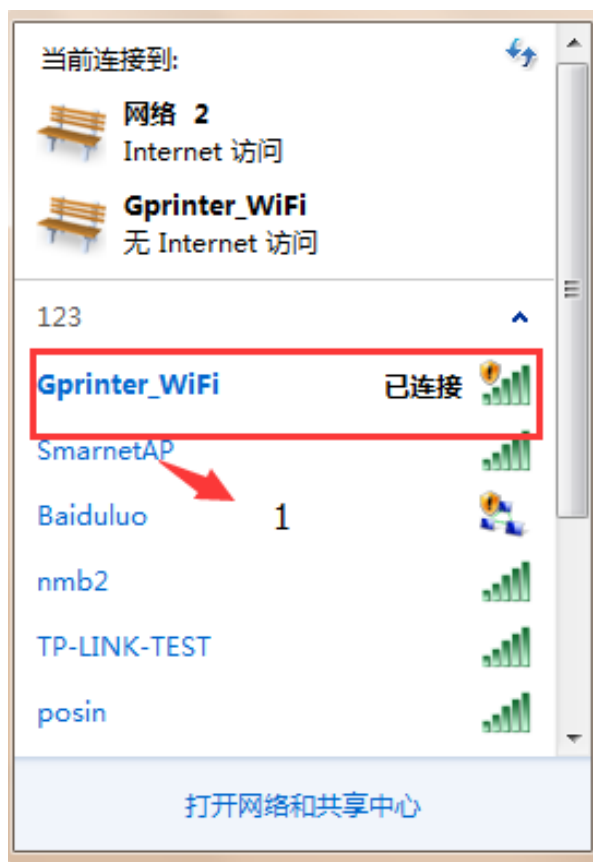 当前连接到:
网络 2
Internet 访问
Gprinter_WiFi
无 Internet 访问
123
Gprinter_WiFi 已连接
SmarnetAP
Baiduluo 1
nmb2
TP-LINK-TEST
posin
打开网络和共享中心